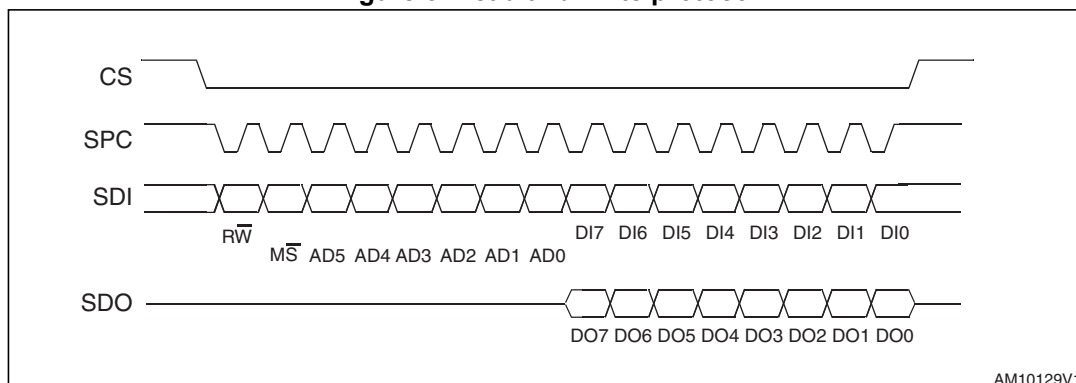 CS
SPC
SDI
DI7 DI6 DI5 DI4 DI3 DI2 DI1 DI0
RW̅
MS̅ AD5 AD4 AD3 AD2 AD1 AD0
SDO
DO7 DO6 DO5 DO4 DO3 DO2 DO1 DO0